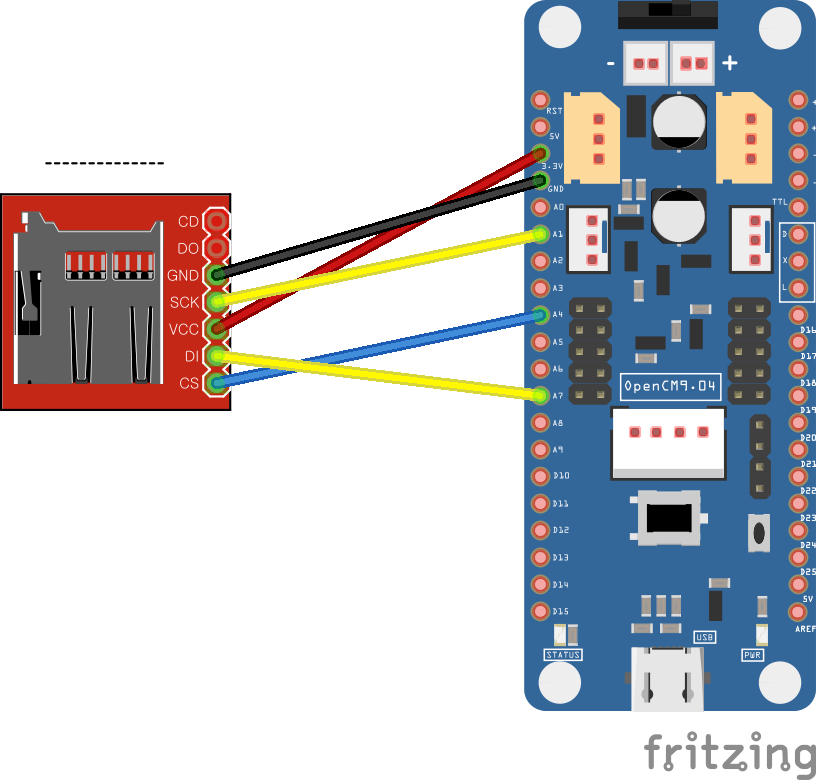 - +
RST
5V
3.3V
GND
A0
A1
A2
A3
A4
A5
A6
A7
A8
A9
D10
D11
D12
D13
D14
D15
CD
DO
GND
SCK
VCC
DI
CS
OpenCM9.04
STATUS
USB
PWR
+
+
-
-
TTL
D
X
L
D16
D17
D18
D19
D20
D21
D22
D23
D24
D25
5V
AREF
fritzing